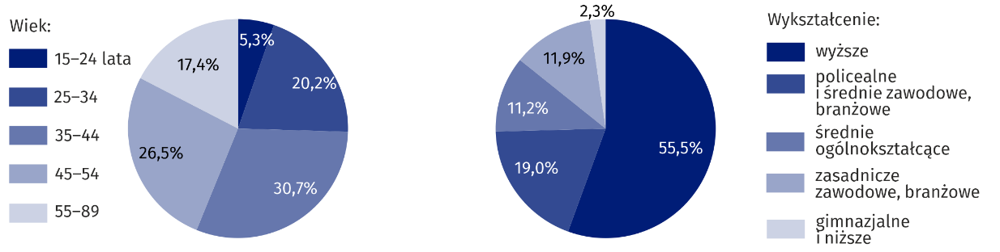 Wiek:
15–24 lata
25–34
35–44
45–54
55–89
5,3%
20,2%
30,7%
26,5%
17,4%
2,3%
11,9%
11,2%
19,0%
55,5%
Wykształcenie:
wyższe
policealne
i średnie zawodowe,
branżowe
średnie
ogólnokształcące
zasadnicze
zawodowe, branżowe
gimnazjalne
i niższe